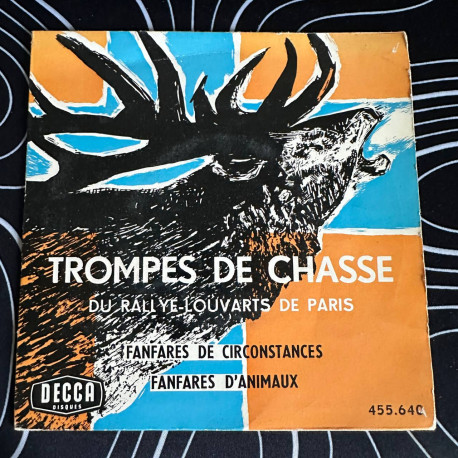 TROMPES DE CHASSE
DU RALLYE-LOUVARTS DE PARIS
FANFARES DE CIRCONSTANCES
FANFARES D'ANIMAUX
DECCA
DISQUES
455.640